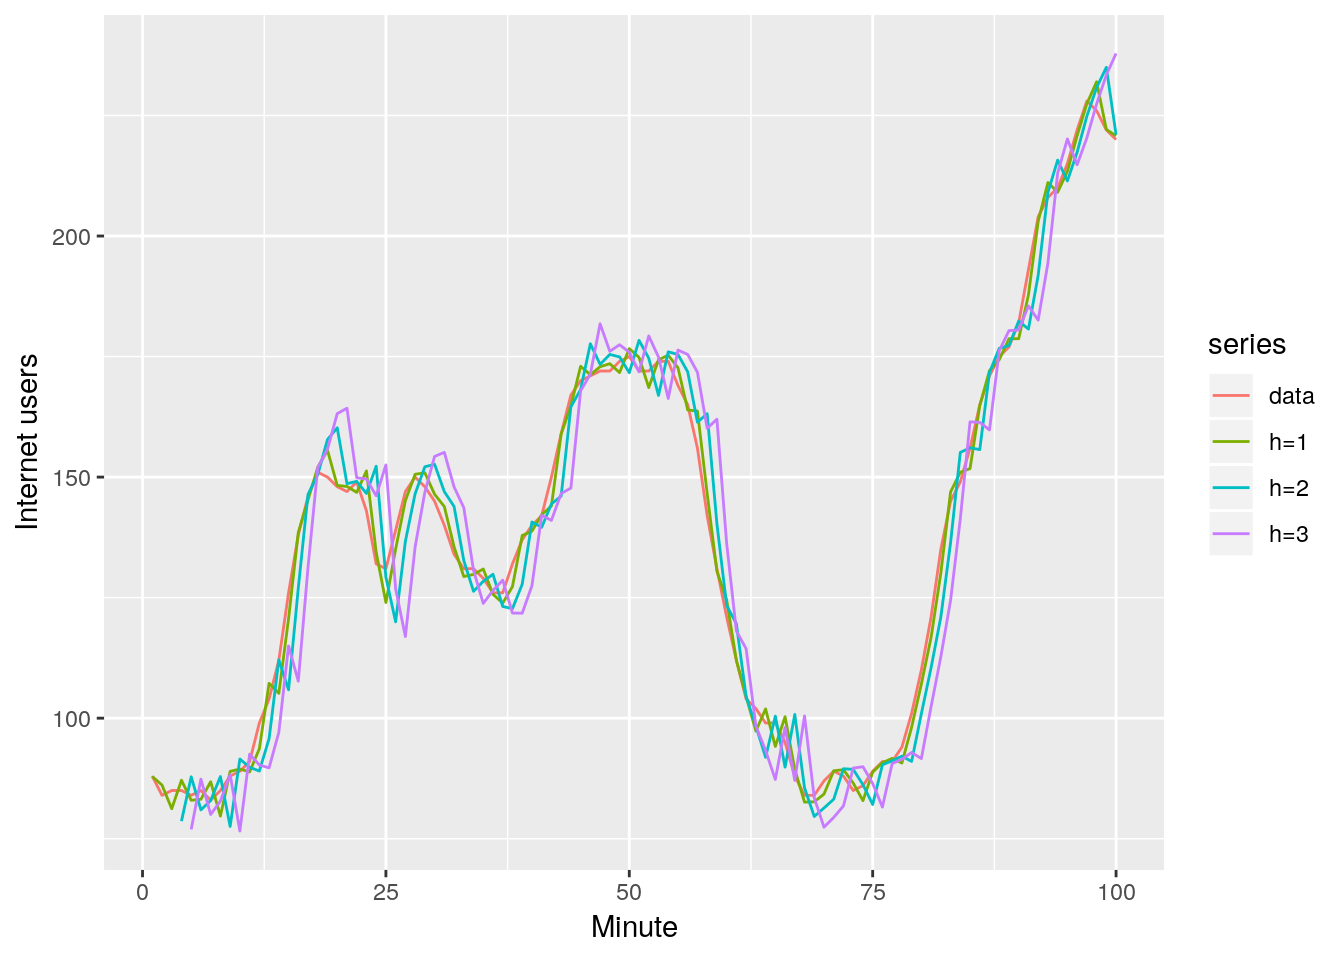 200
150
100
0
25
50
75
100
Minute
Internet users
series
data
h=1
h=2
h=3